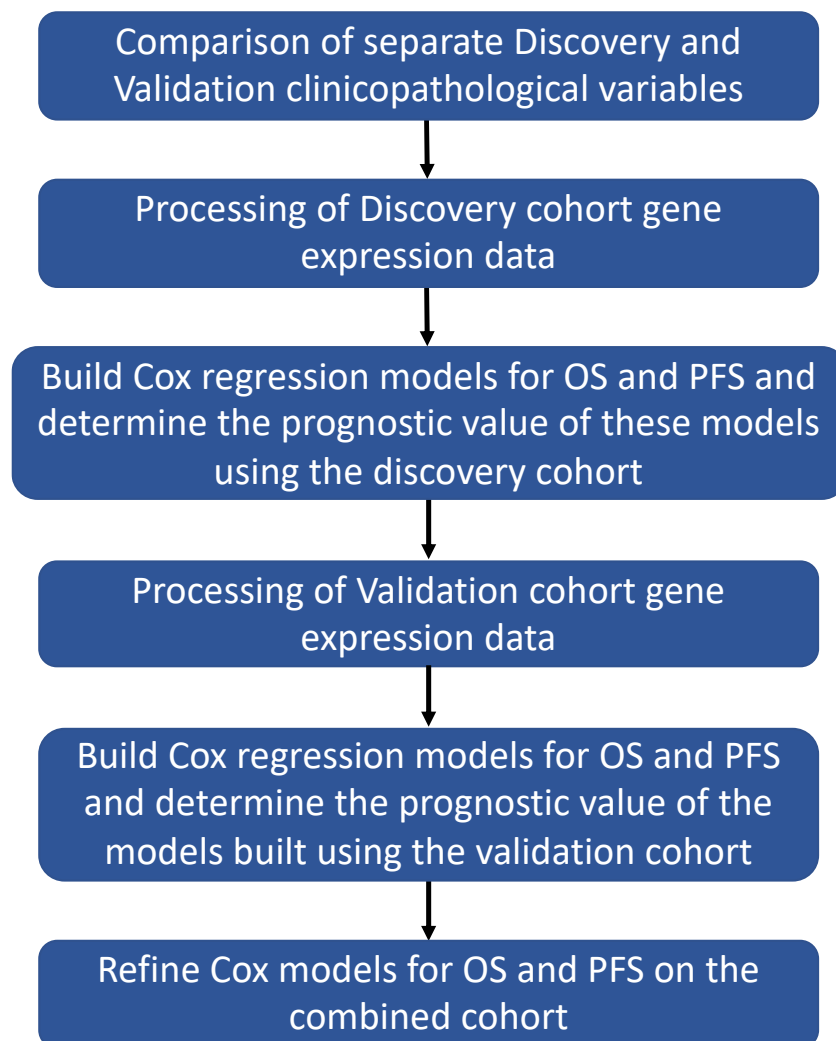 Comparison of separate Discovery and
Validation clinicopathological variables
Processing of Discovery cohort gene
expression data
Build Cox regression models for OS and PFS and
determine the prognostic value of these models
using the discovery cohort
Processing of Validation cohort gene
expression data
Build Cox regression models for OS and PFS
and determine the prognostic value of the
models built using the validation cohort
Refine Cox models for OS and PFS on the
combined cohort